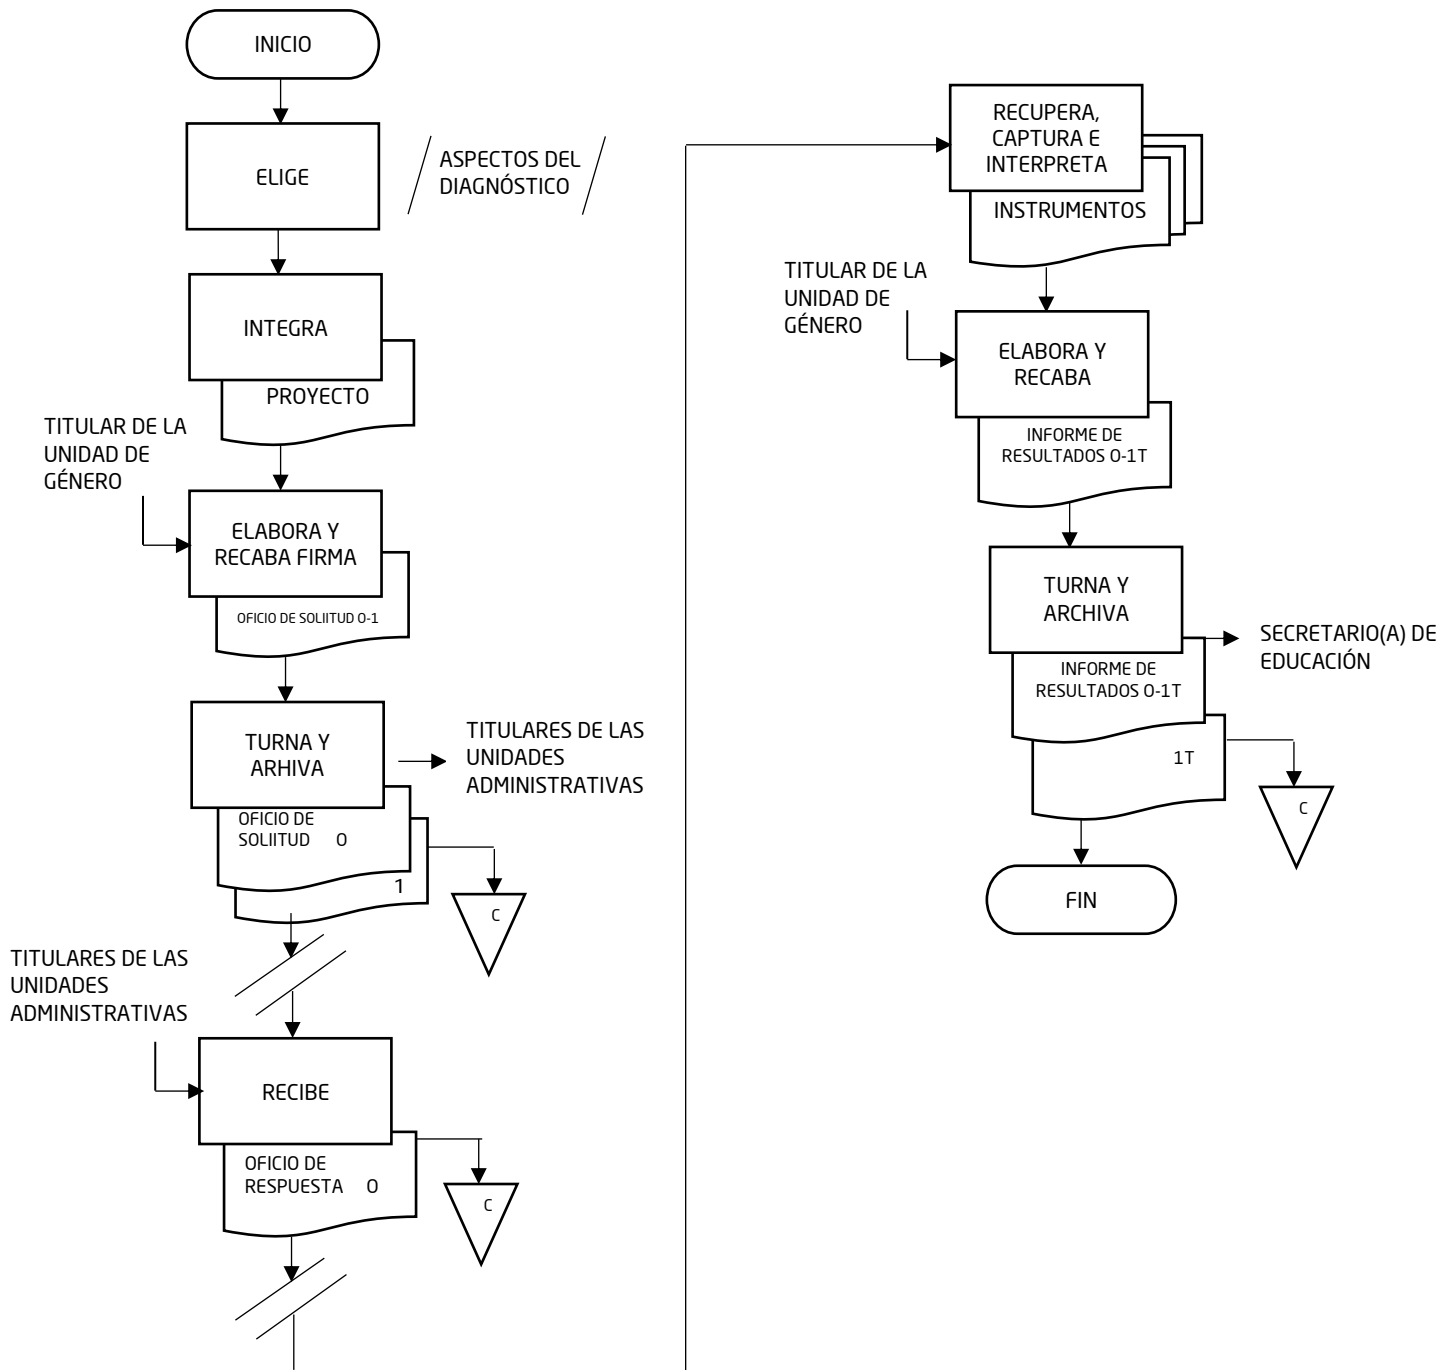 INICIO
ELIGE
ASPECTOS DEL
DIAGNÓSTICO
INTEGRA
PROYECTO
TITULAR DE LA
UNIDAD DE
GÉNERO
ELABORA Y
RECABA FIRMA
OFICIO DE SOLIITUD O-1
TURNA Y
ARHIVA
TITULARES DE LAS
UNIDADES
ADMINISTRATIVAS
OFICIO DE
SOLIITUD O
1
C
TITULARES DE LAS
UNIDADES
ADMINISTRATIVAS
RECIBE
OFICIO DE
RESPUESTA O
C
RECUPERA,
CAPTURA E
INTERPRETA
INSTRUMENTOS
TITULAR DE LA
UNIDAD DE
GÉNERO
ELABORA Y
RECABA
INFORME DE
RESULTADOS O-1T
TURNA Y
ARCHIVA
SECRETARIO(A) DE
EDUCACIÓN
INFORME DE
RESULTADOS O-1T
1T
C
FIN